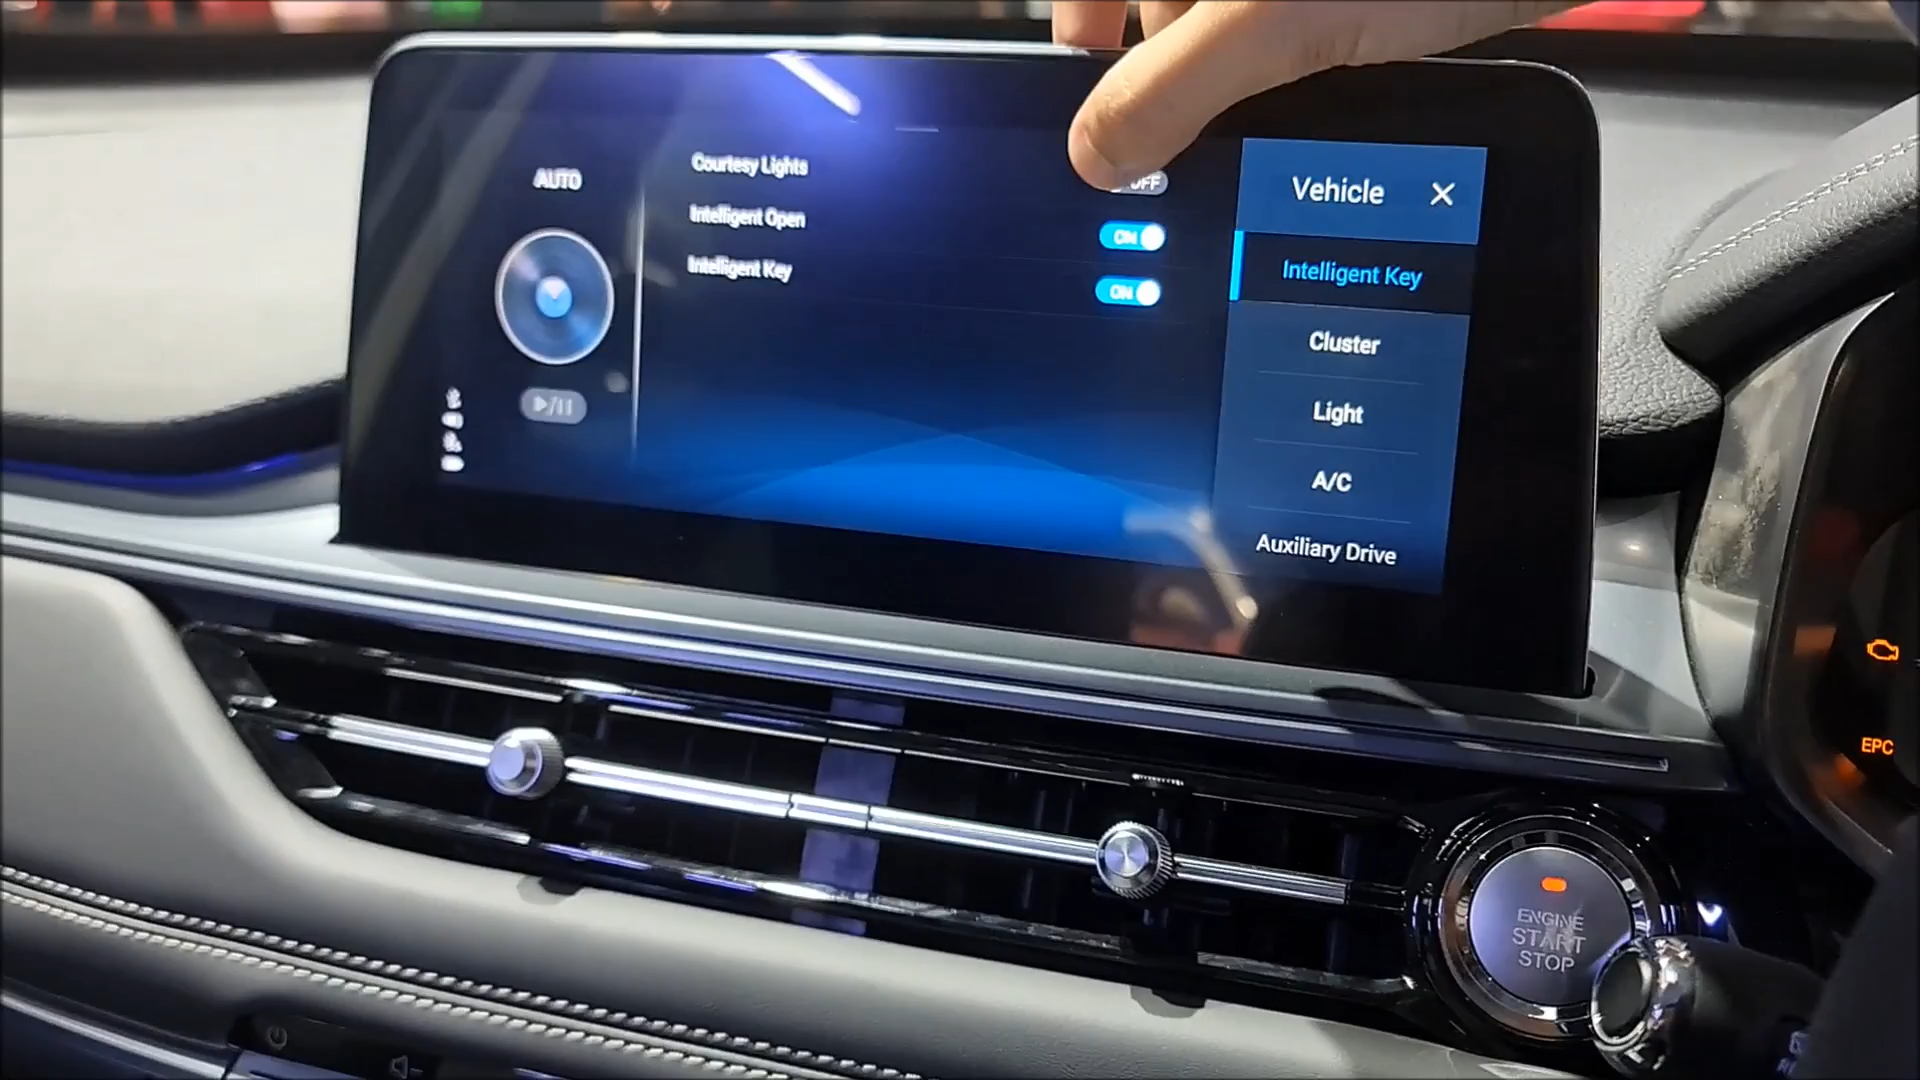 AUTO
Courtesy Lights
OFF
Intelligent Open
ON
Intelligent Key
ON
Vehicle
Intelligent Key
Cluster
Light
A/C
Auxiliary Drive
EPC
ENGINE
START
STOP